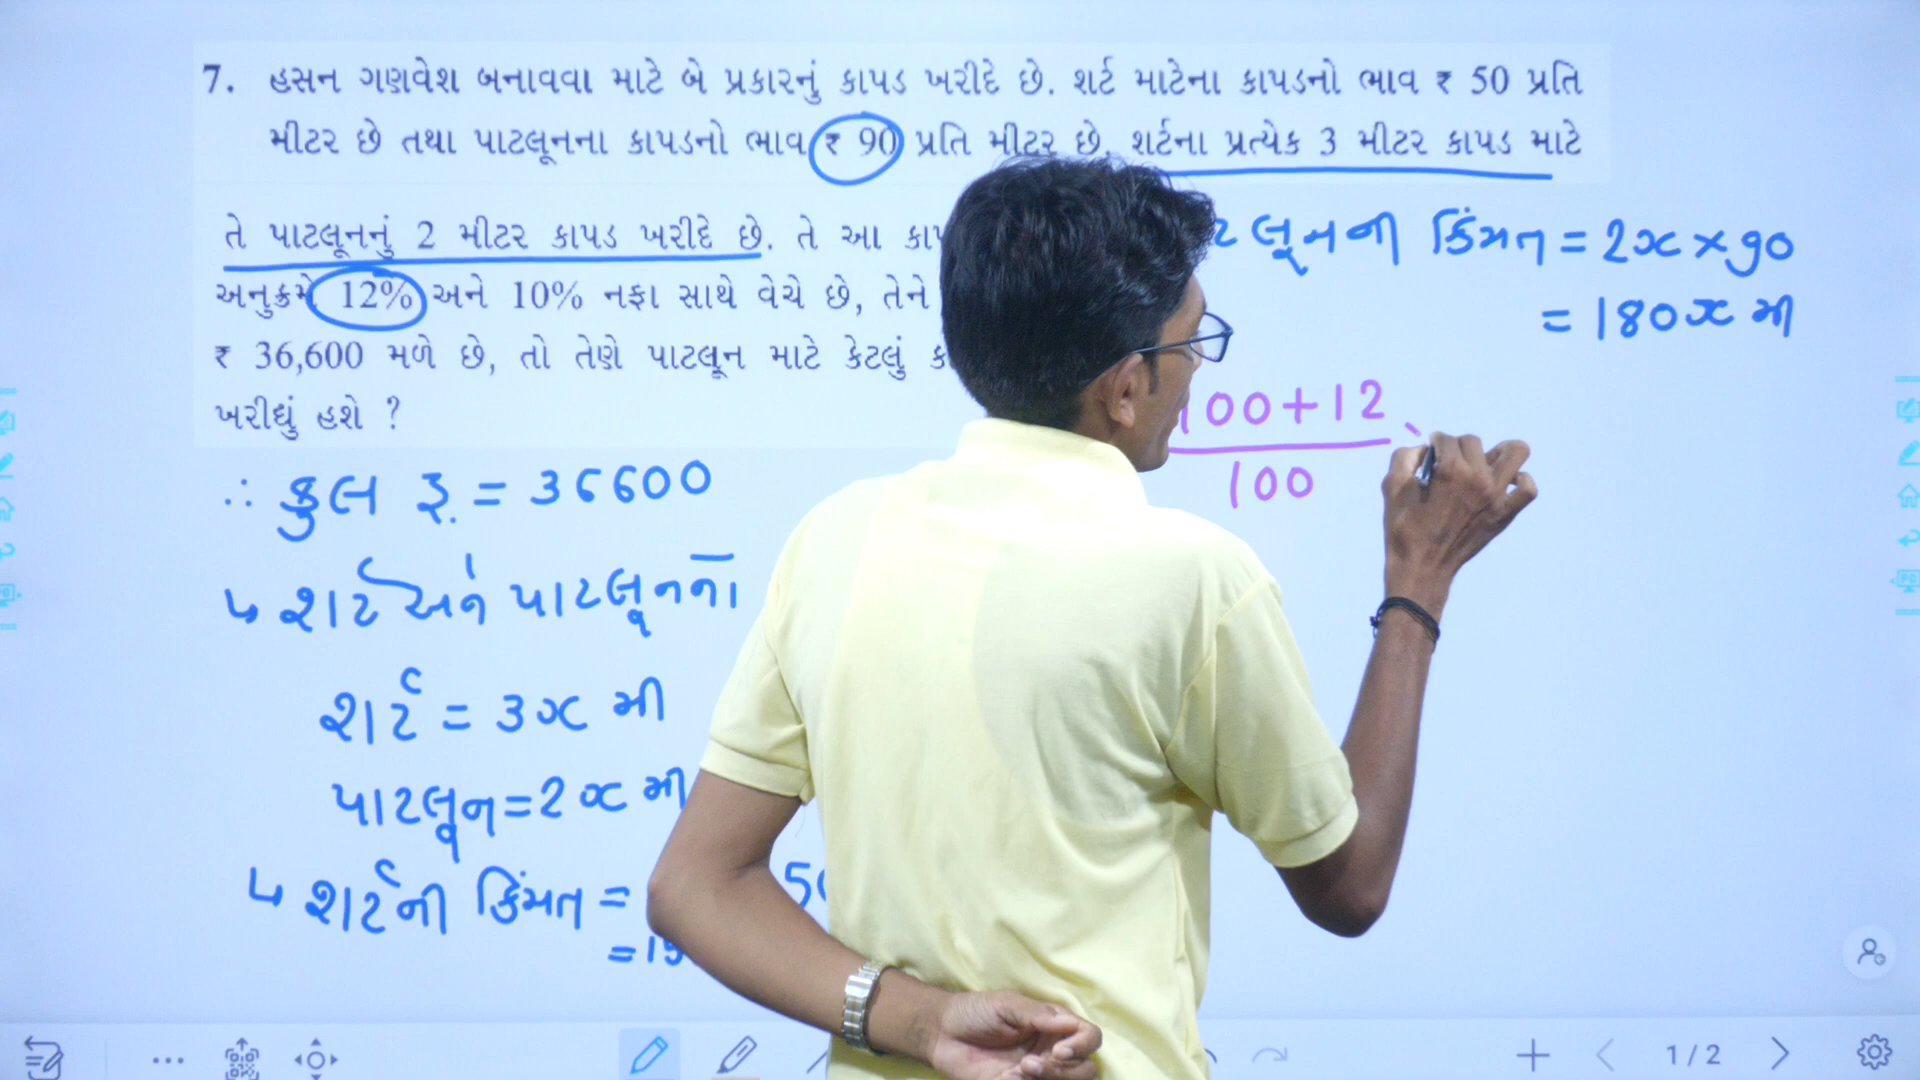 7. હસન ગણવેશ બનાવવા માટે બે પ્રકારનું કાપડ ખરીદે છે. શર્ટ માટેના કાપડનો ભાવ ₹ 50 પ્રતિ
મીટર છે તથા પાટલૂનના કાપડનો ભાવ ₹ 90 પ્રતિ મીટર છે. શર્ટના પ્રત્યેક 3 મીટર કાપડ માટે
તે પાટલૂનનું 2 મીટર કાપડ ખરીદે છે. તે આ
અનુક્રમે 12% અને 10% નફા સાથે વેચે છે, તેને
₹ 36,600 મળે છે, તો તેણે પાટલૂન માટે કેટલું
ખરીદ્યું હશે ?
∴ કુલ રૂ. = 36600
↳ શર્ટ અને પાટલૂનના
શર્ટ = 3x મી
પાટલૂન = 2x મી
↳ શર્ટની કિંમત =
ટલૂનની કિંમત = 2x × 90
= 180x મી
100+12
100
1 / 2